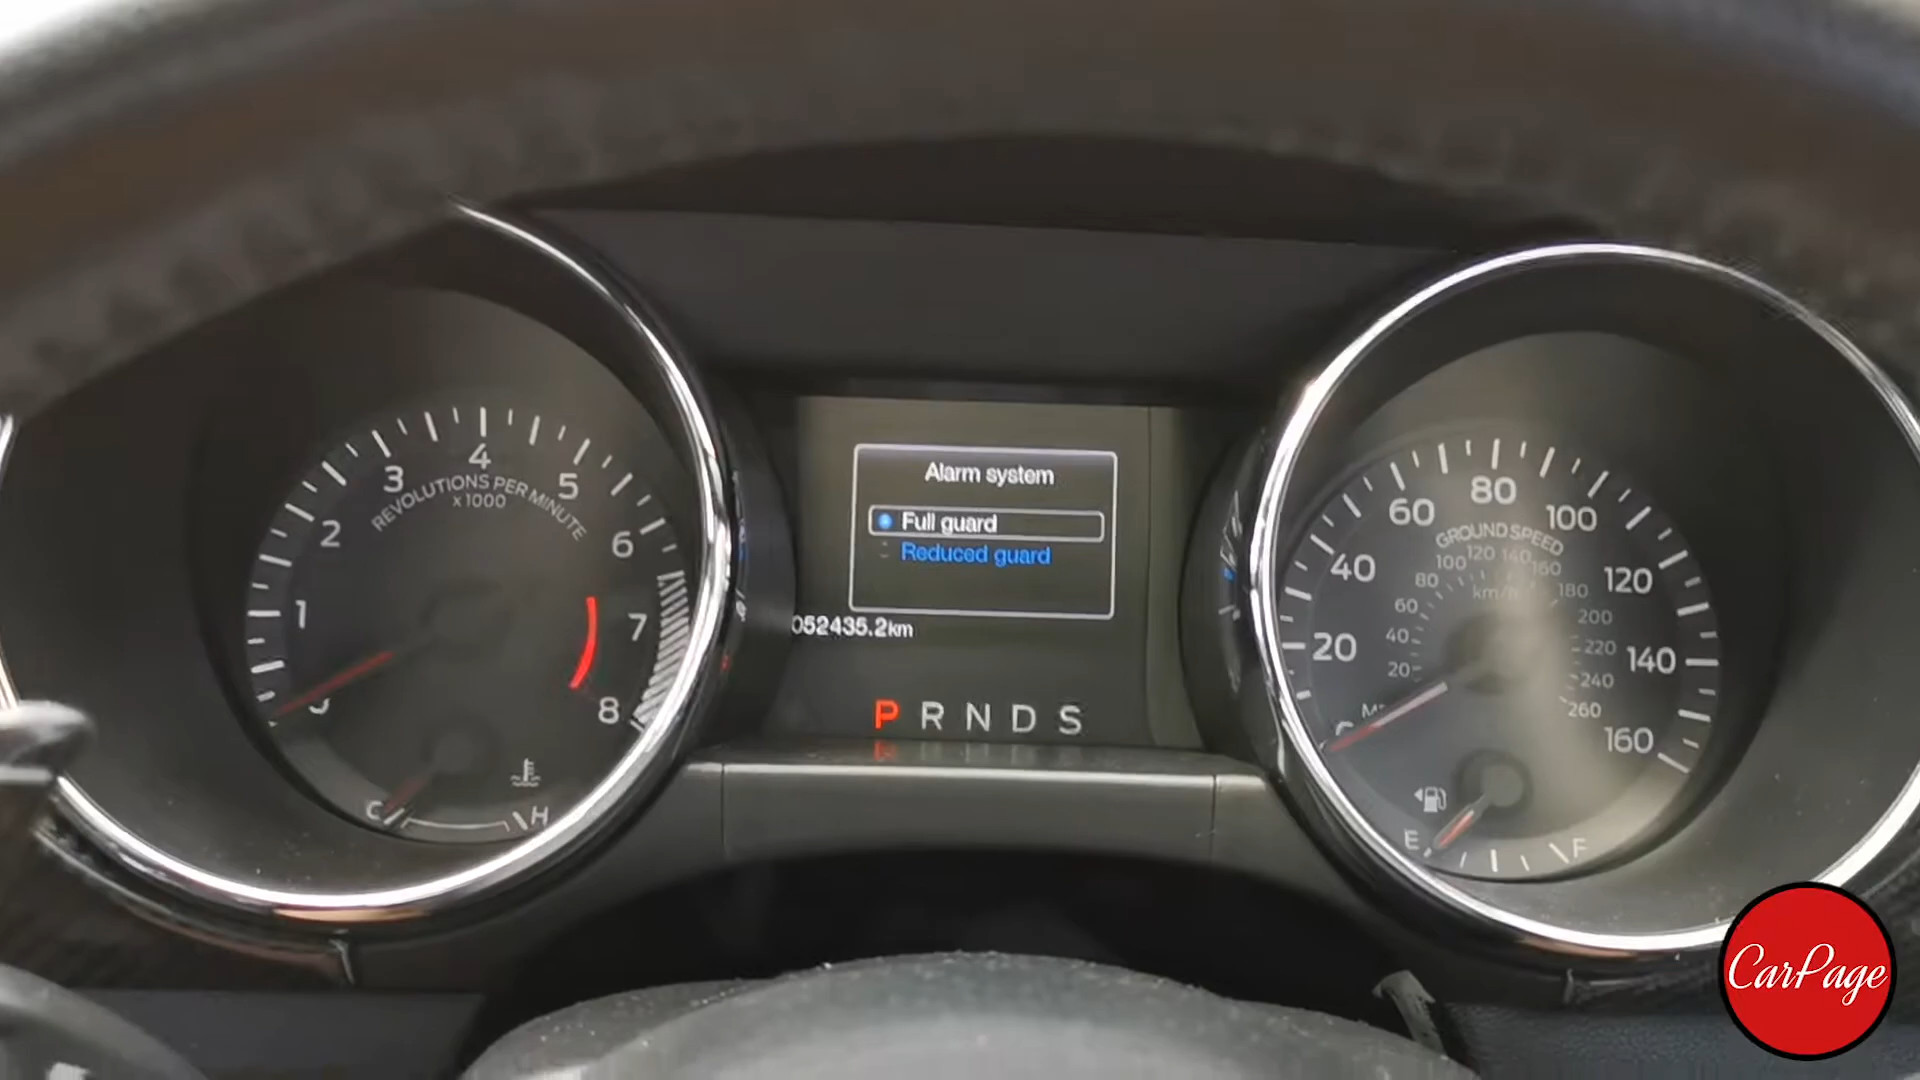 1
2
3
4
5
6
7
8
REVOLUTIONS PER MINUTE
x1000
C
H
Alarm system
Full guard
Reduced guard
052435.2km
P R N D S
20
40
60
80
100
120
140
160
GROUND SPEED
km/h
20
40
60
80
100
120
140
160
180
200
220
240
260
E
F
CarPage